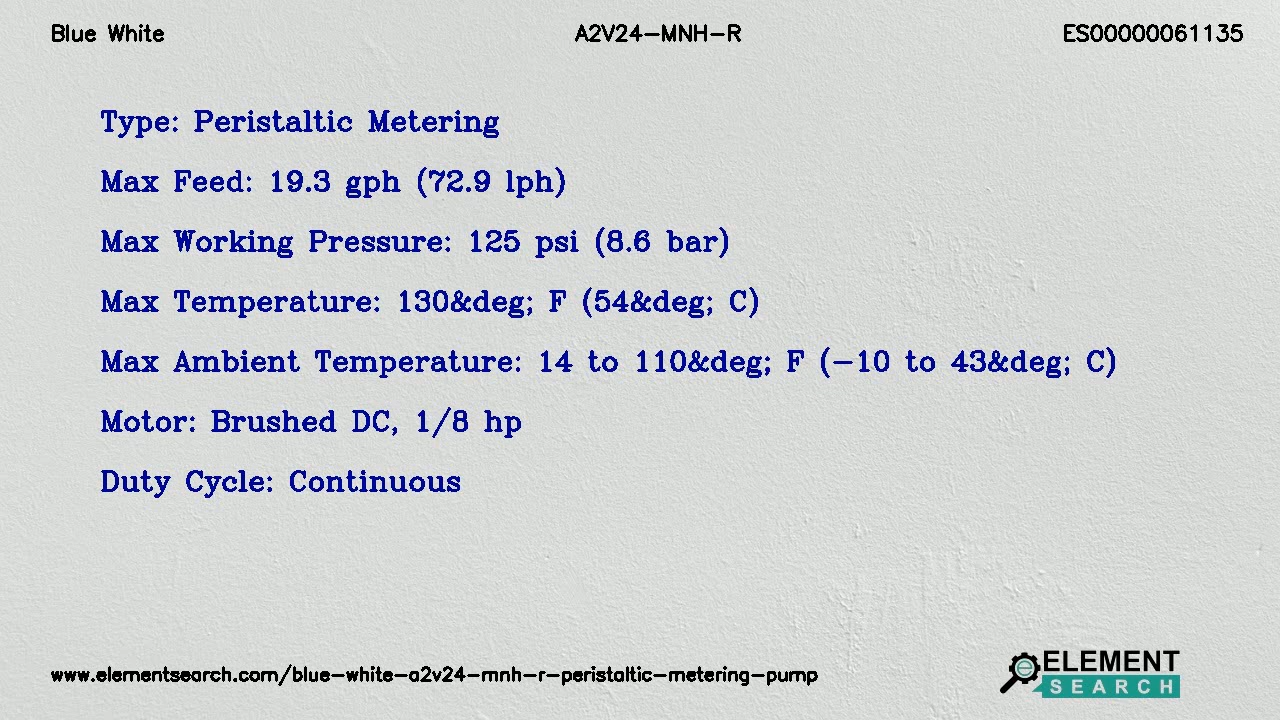 Blue White A2V24-MNH-R ES00000061135
Type: Peristaltic Metering
Max Feed: 19.3 gph (72.9 lph)
Max Working Pressure: 125 psi (8.6 bar)
Max Temperature: 130&deg; F (54&deg; C)
Max Ambient Temperature: 14 to 110&deg; F (-10 to 43&deg; C)
Motor: Brushed DC, 1/8 hp
Duty Cycle: Continuous
www.elementsearch.com/blue-white-a2v24-mnh-r-peristaltic-metering-pump
ELEMENT
SEARCH